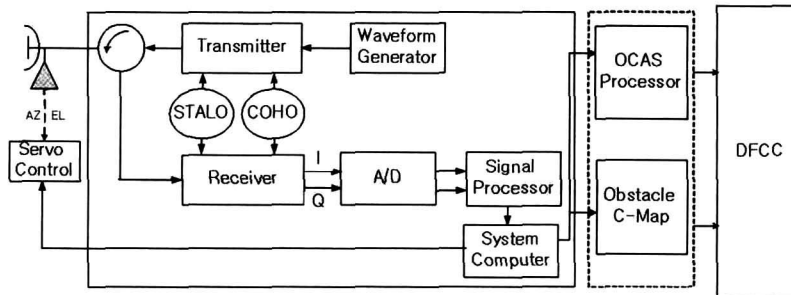 Transmitter
Waveform
Generator
OCAS
Processor
STALO
COHO
AZ
EL
Servo
Control
Receiver
I
Q
A/D
Signal
Processor
DFCC
Obstacle
C-Map
System
Computer